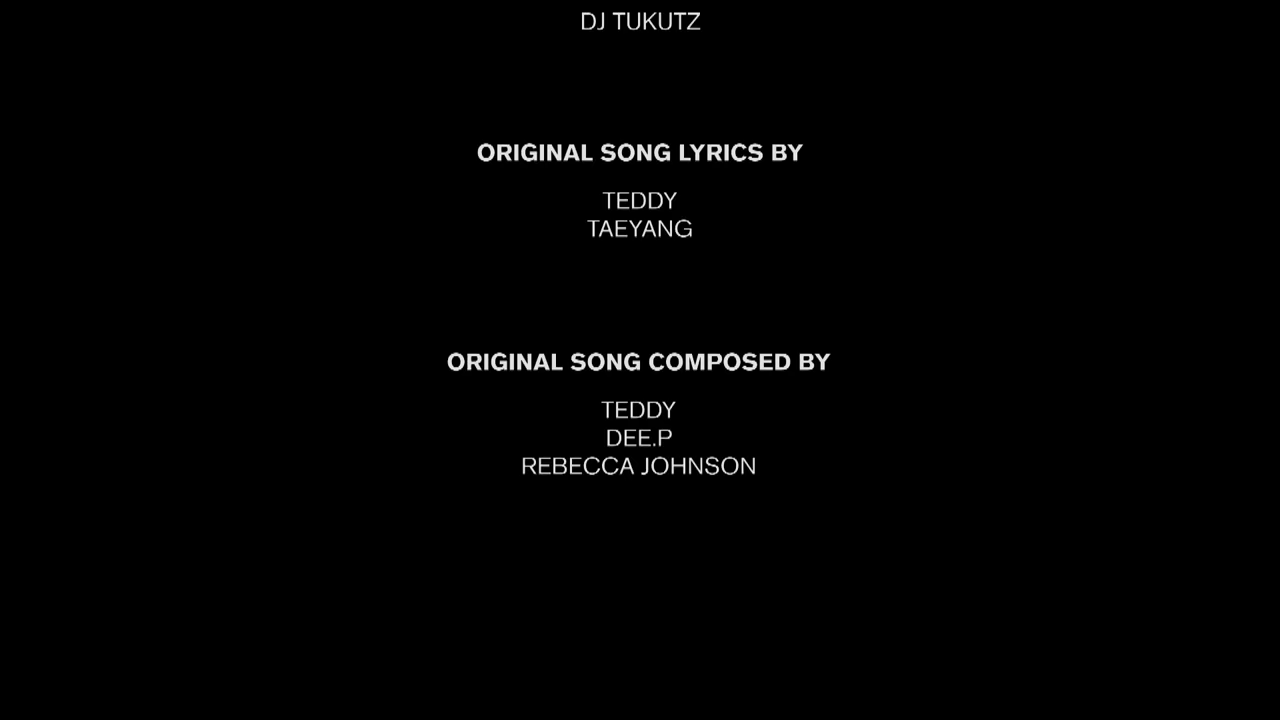 DJ TUKUTZ
ORIGINAL SONG LYRICS BY
TEDDY
TAEYANG
ORIGINAL SONG COMPOSED BY
TEDDY
DEE.P
REBECCA JOHNSON